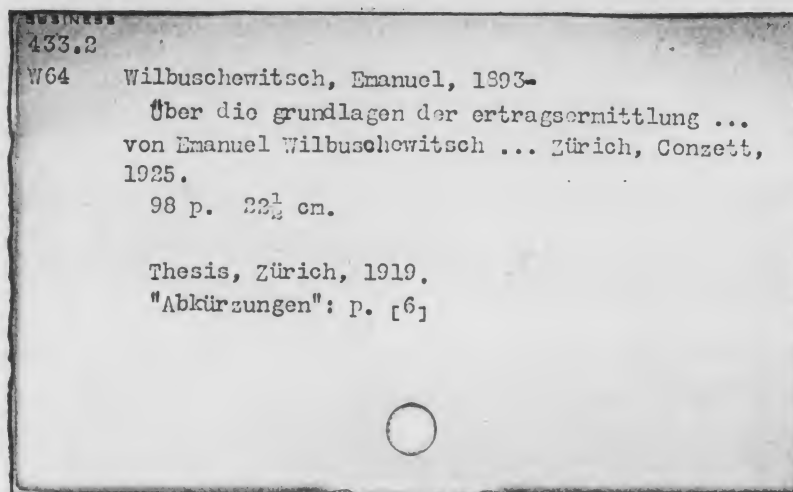 BUSINESS
433.2
W64 Wilbuschewitsch, Emanuel, 1893-
Über die grundlagen der ertragsermittlung ...
von Emanuel Wilbuschewitsch ... Zürich, Conzett,
1925.
98 p. 22½ cm.
Thesis, Zürich, 1919.
"Abkürzungen": p. [6]